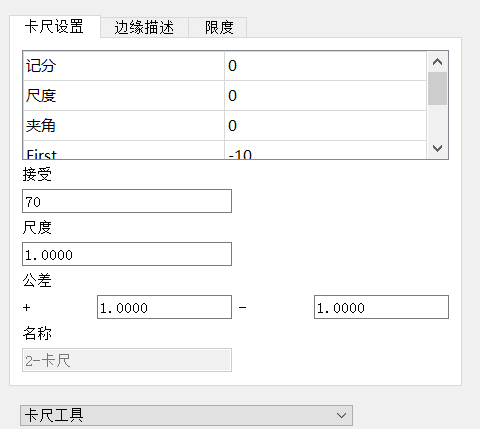 卡尺设置 边缘描述 限度
记分 0
尺度 0
夹角 0
First -10
接受
70
尺度
1.0000
公差
+ 1.0000 - 1.0000
名称
2-卡尺
卡尺工具